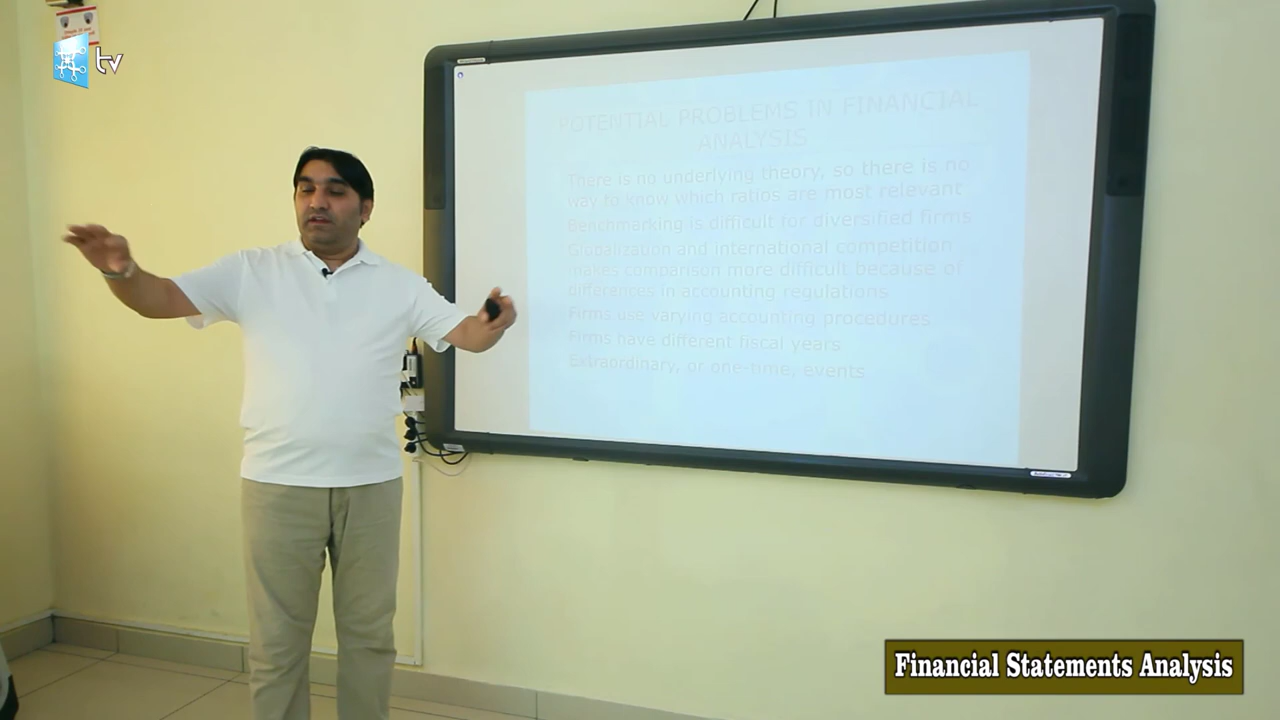 tv
POTENTIAL PROBLEMS IN FINANCIAL
ANALYSIS
There is no underlying theory, so there is no
way to know which ratios are most relevant
Benchmarking is difficult for diversified firms
Globalization and international competition
makes comparison more difficult because of
differences in accounting regulations
Firms use varying accounting procedures
Firms have different fiscal years
Extraordinary, or one-time, events
Financial Statements Analysis